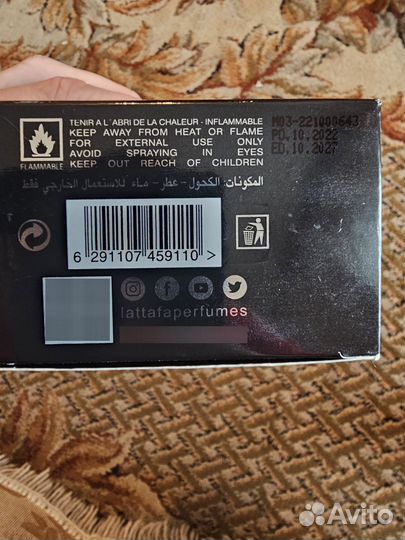 TENIR A L'ABRI DE LA CHALEUR - INFLAMMABLE
KEEP AWAY FROM HEAT OR FLAME
FOR EXTERNAL USE ONLY
AVOID SPRAYING IN EYES
KEEP OUT REACH OF CHILDREN
FLAMMABLE
M03-221000643
PD.10.2022
ED.10.2027
المكونات: الكحول - عطر - ماء للاستعمال الخارجي فقط
6 291107 459110 >
lattafaperfumes
Avito